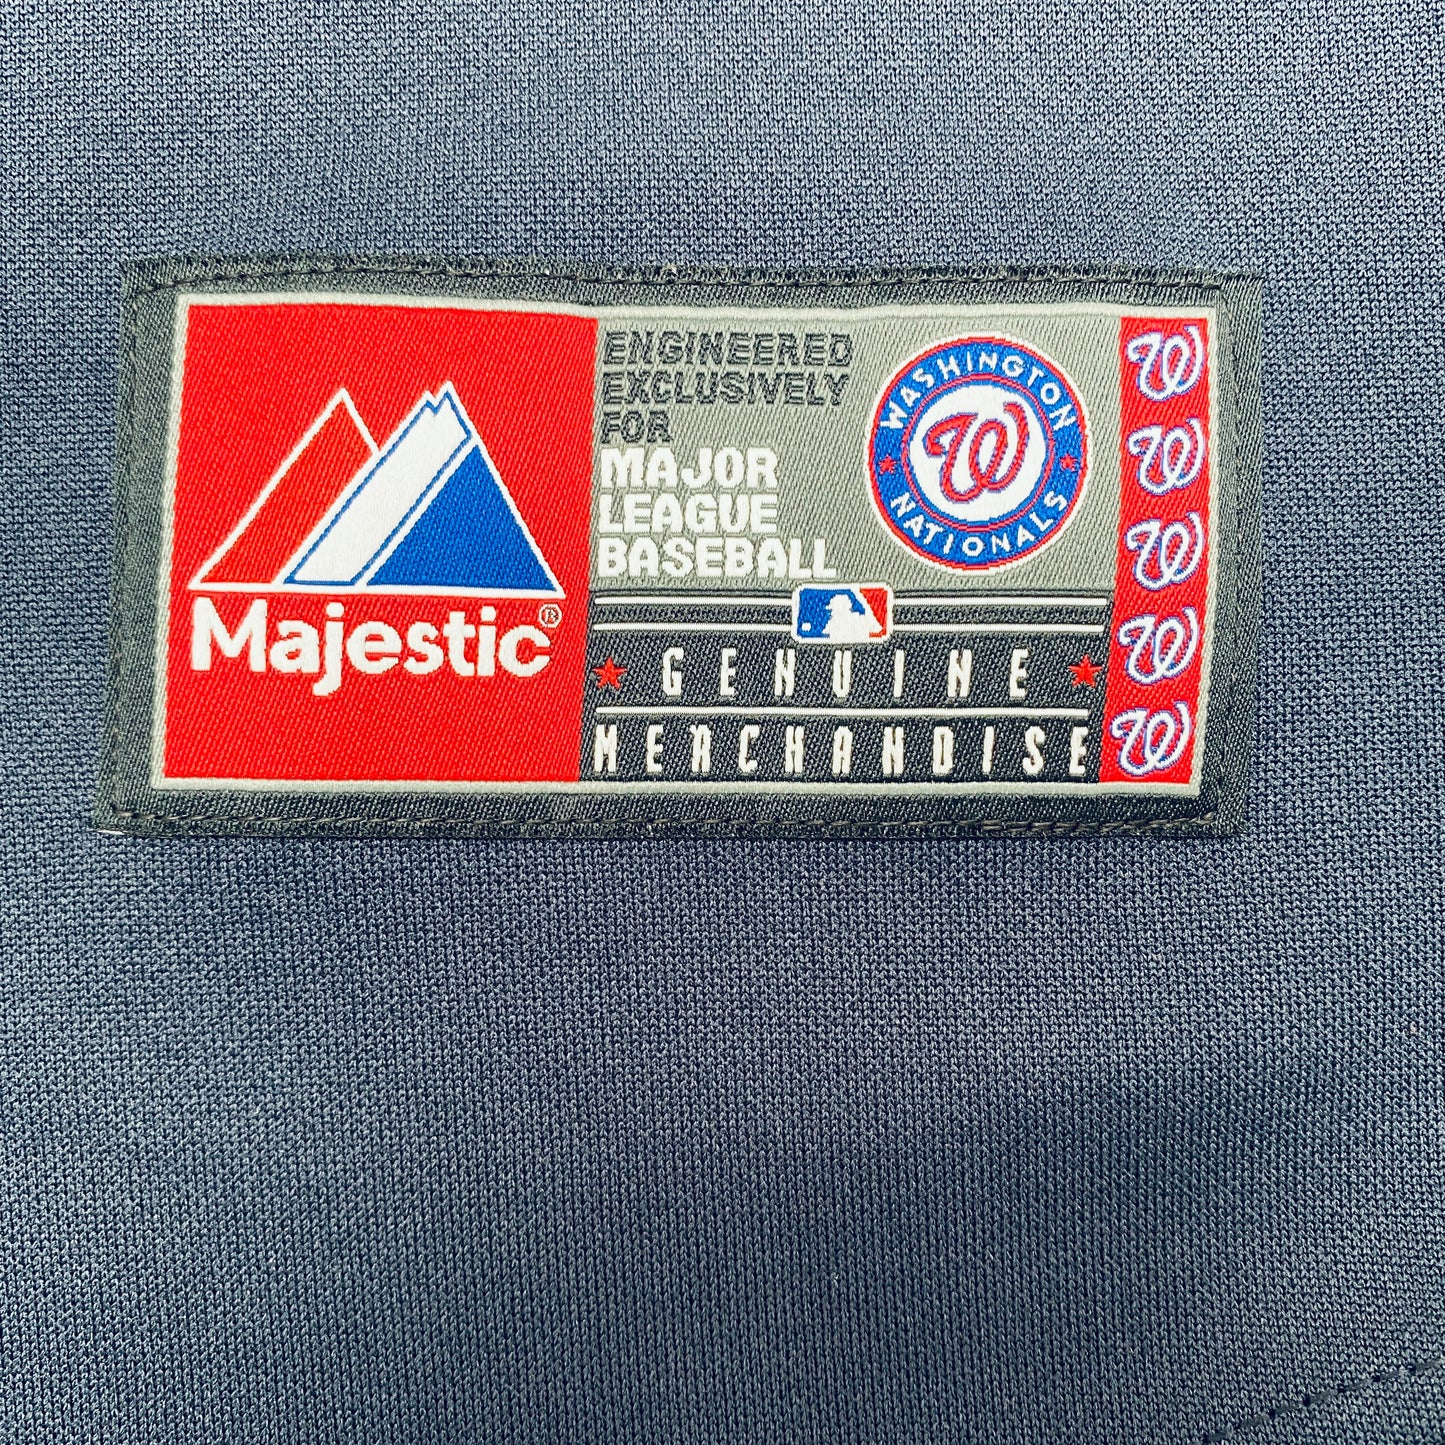 Majestic®
ENGINEERED
EXCLUSIVELY
FOR
MAJOR
LEAGUE
BASEBALL
GENUINE
MERCHANDISE
WASHINGTON
W
NATIONALS
W
W
W
W
W